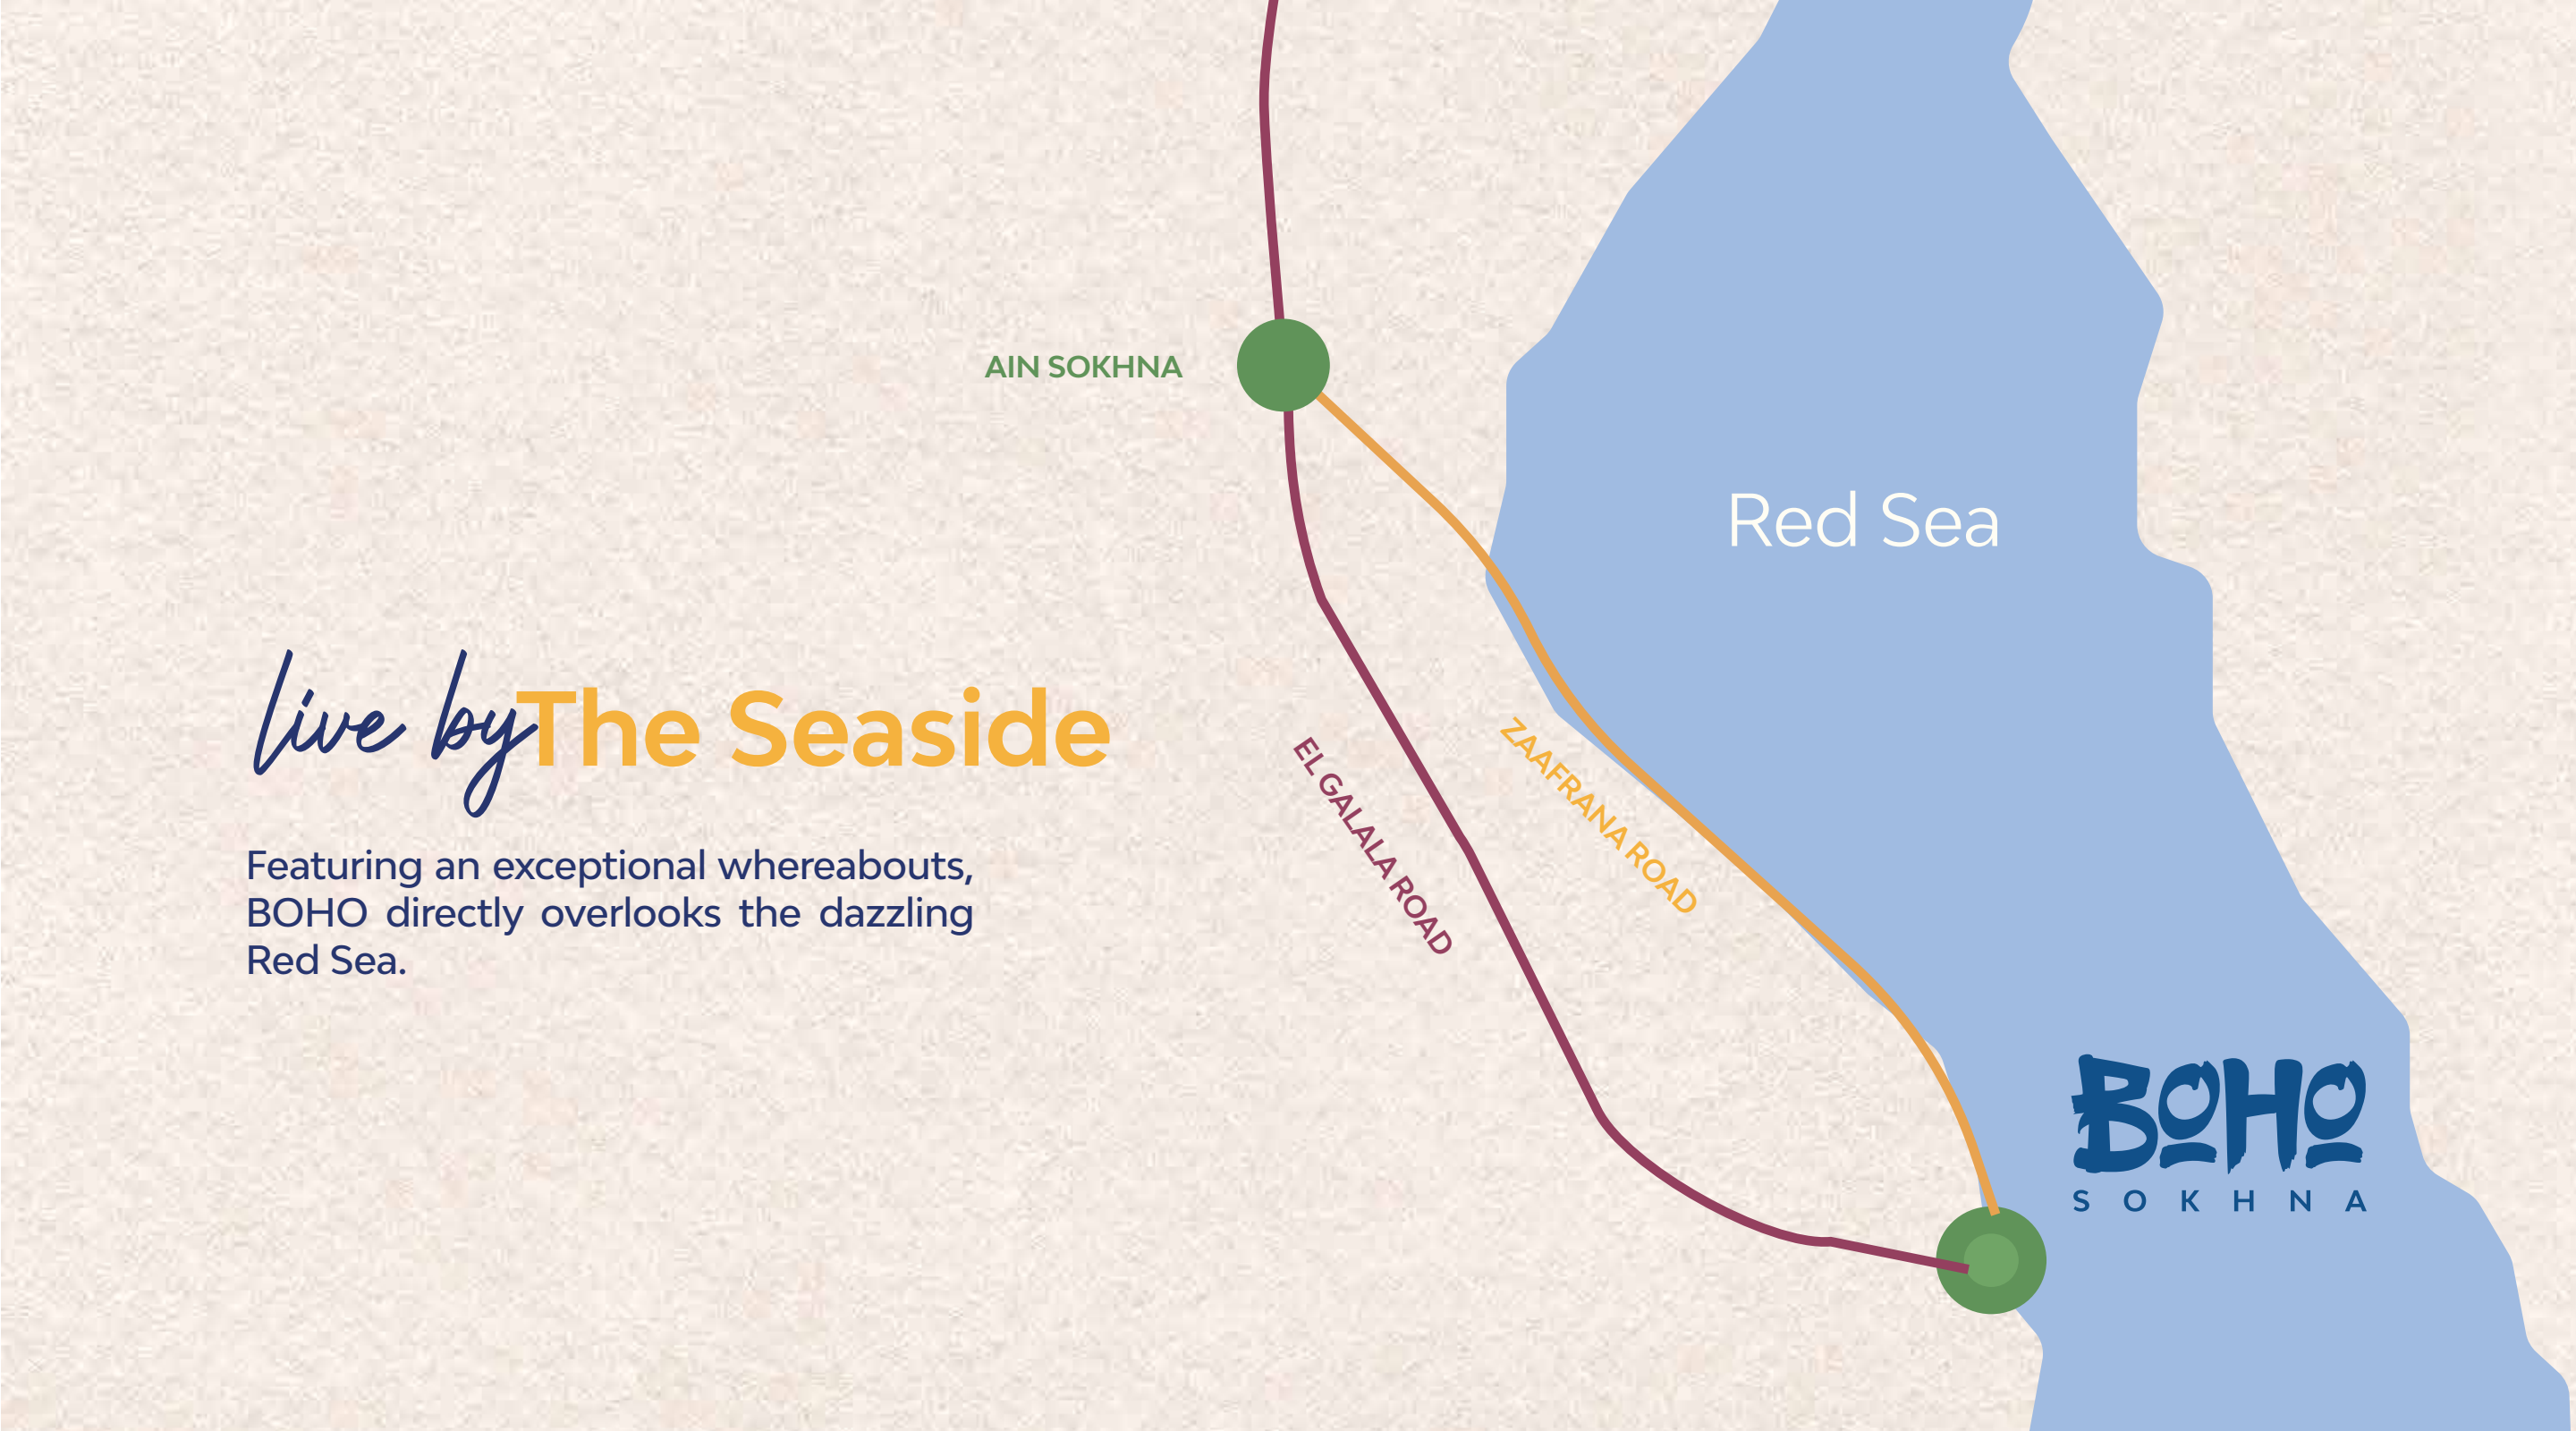 AIN SOKHNA
Red Sea
live by The Seaside
EL GALALA ROAD
ZAAFRANA ROAD
Featuring an exceptional whereabouts,
BOHO directly overlooks the dazzling
Red Sea.
BOHO
SOKHNA